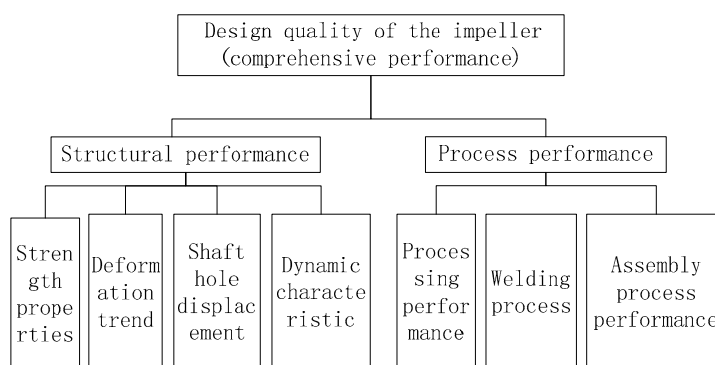 Design quality of the impeller
(comprehensive performance)
Structural performance
Process performance
Stren
gth
prope
rties
Deform
ation
trend
Shaft
hole
displac
ement
Dynamic
characte
ristic
Proces
sing
perfor
mance
Welding
process
Assembly
process
performance